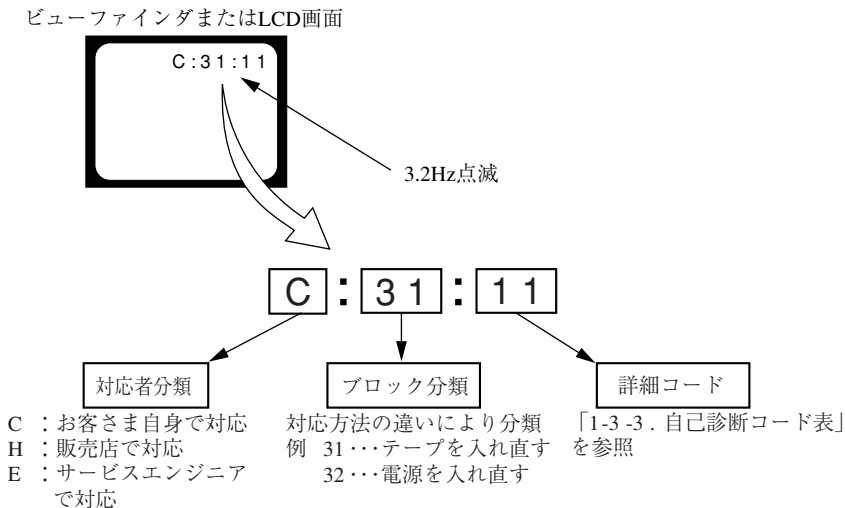 ビューファインダまたはLCD画面
C:31:11
3.2Hz点滅
C : 31 : 11
対応者分類
ブロック分類
詳細コード
C ：お客さま自身で対応
H ：販売店で対応
E ：サービスエンジニア
で対応
対応方法の違いにより分類
例 31･･･テープを入れ直す
32･･･電源を入れ直す
「1-3-3．自己診断コード表」
を参照